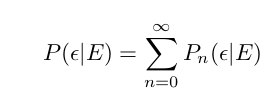 P(ϵ|E) = ∑_{n=0}^{∞} P_n(ϵ|E)